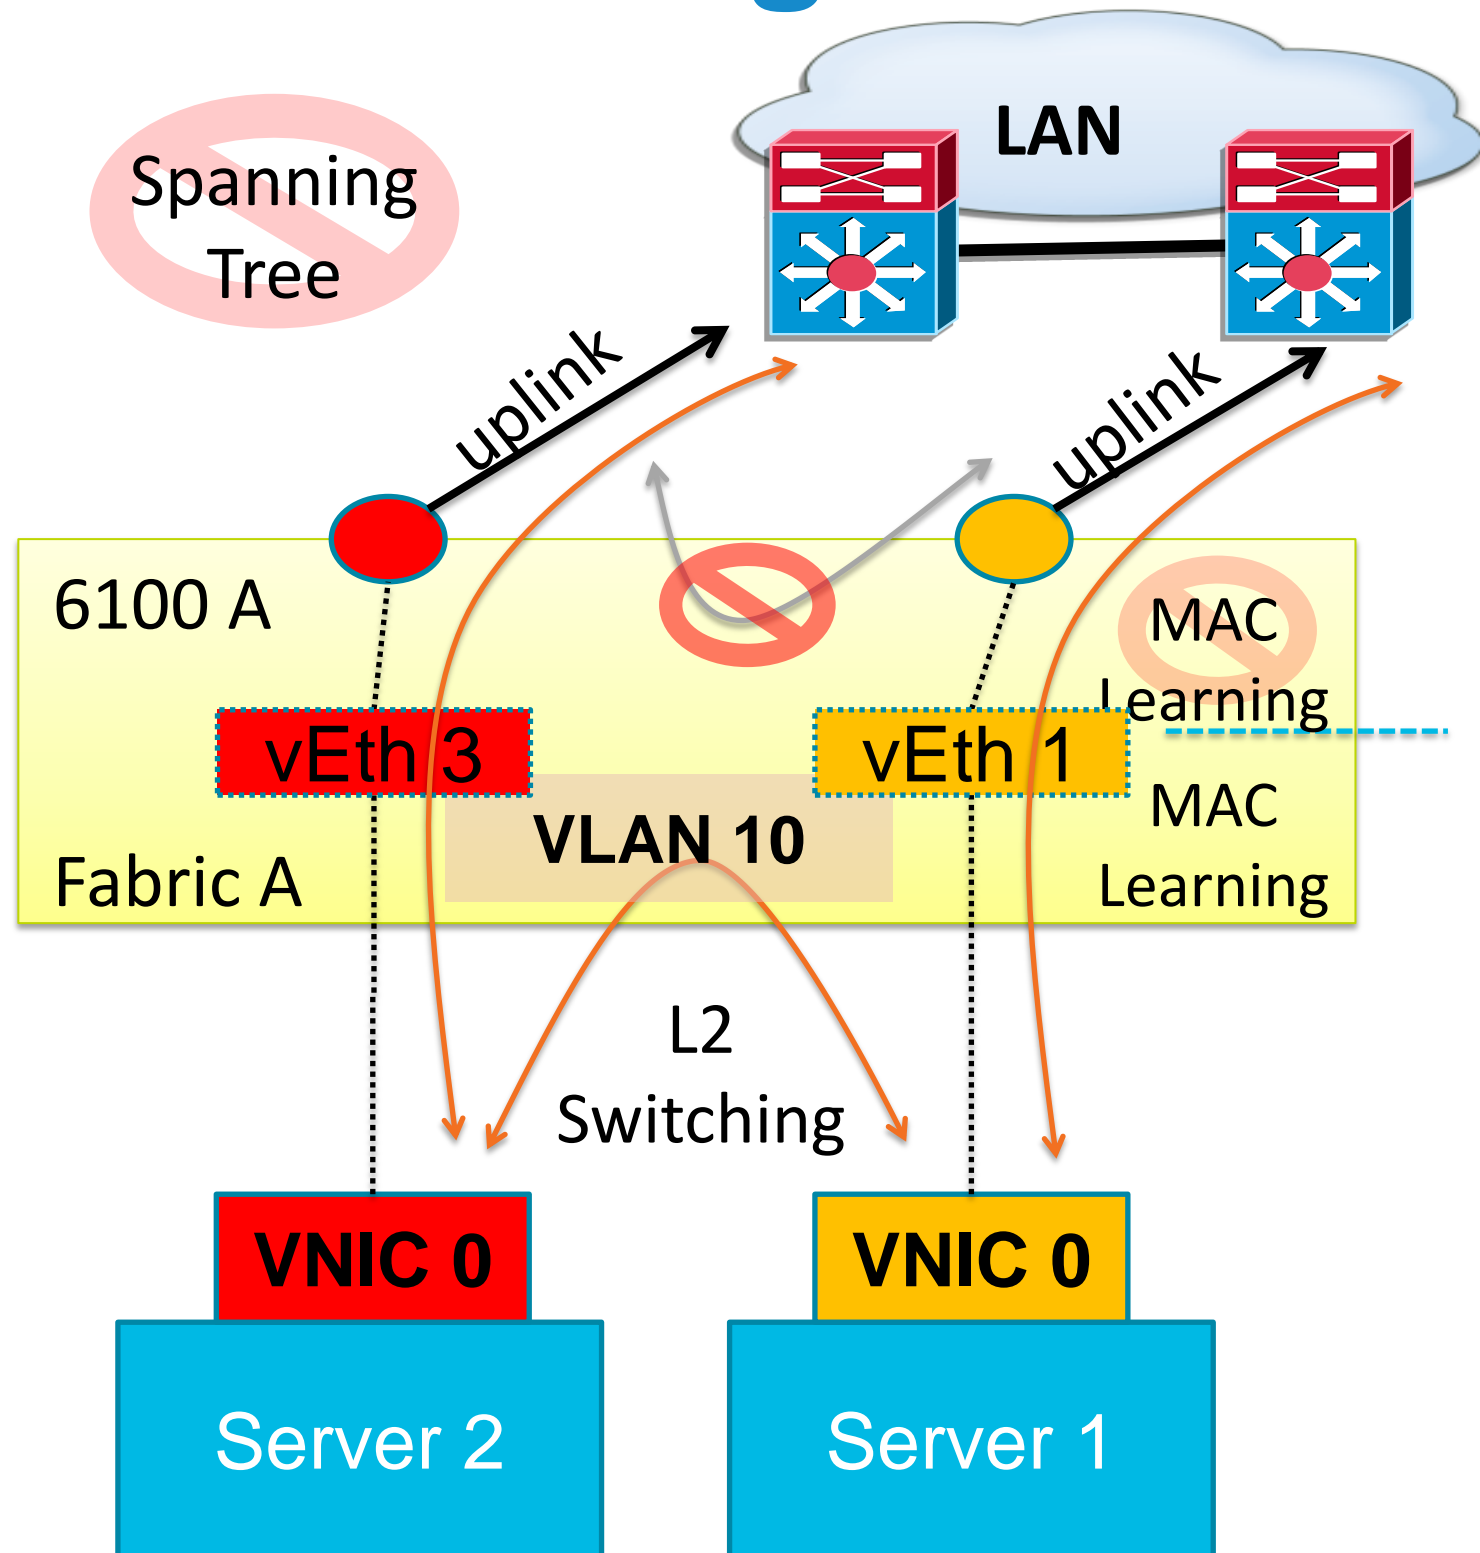 LAN
Spanning
Tree
uplink
uplink
6100 A
MAC
Learning
vEth 3
vEth 1
VLAN 10
MAC
Learning
Fabric A
L2
Switching
VNIC 0
VNIC 0
Server 2
Server 1